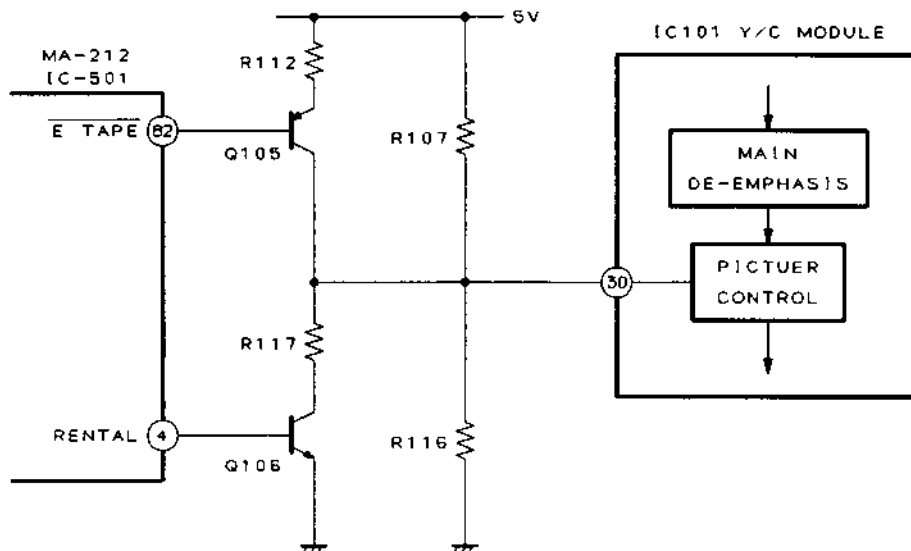 5V
IC101 Y/C MODULE
MA-212
IC-501
R112
E TAPE
82
Q105
R107
MAIN
DE-EMPHASIS
30
PICTUER
CONTROL
R117
RENTAL
4
Q106
R116